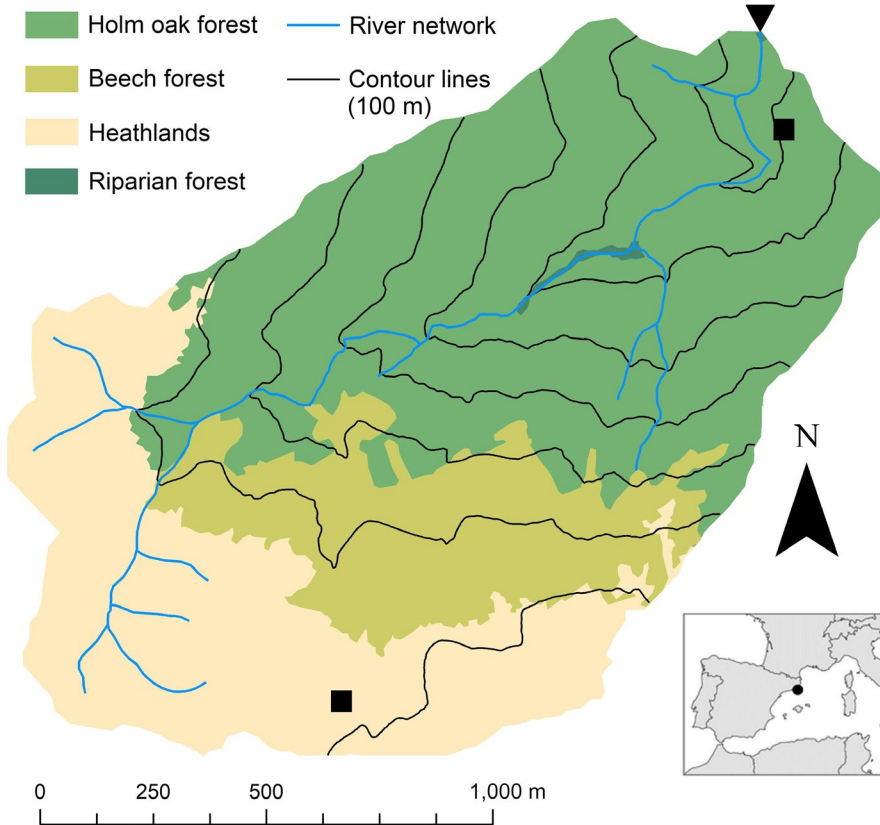 Holm oak forest
River network
Beech forest
Contour lines
(100 m)
Heathlands
Riparian forest
N
0 250 500 1,000 m